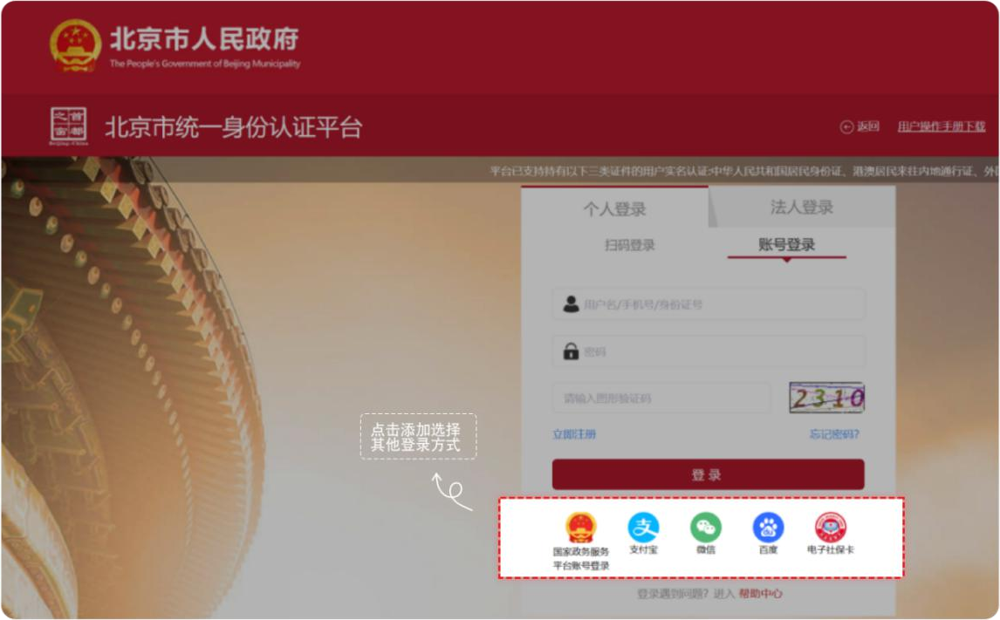 北京市人民政府
The People's Government of Beijing Municipality
首都之窗
Beijing-China
北京市统一身份认证平台
返回
用户操作手册下载
平台已支持持有以下三类证件的用户实名认证:中华人民共和国居民身份证、港澳居民来往内地通行证、外
个人登录
法人登录
扫码登录
账号登录
用户名/手机号/身份证号
密码
请输入图形验证码
2310
立即注册
忘记密码?
登录
点击添加选择
其他登录方式
国家政务服务
平台账号登录
支付宝
微信
百度
电子社保卡
登录遇到问题? 进入 帮助中心